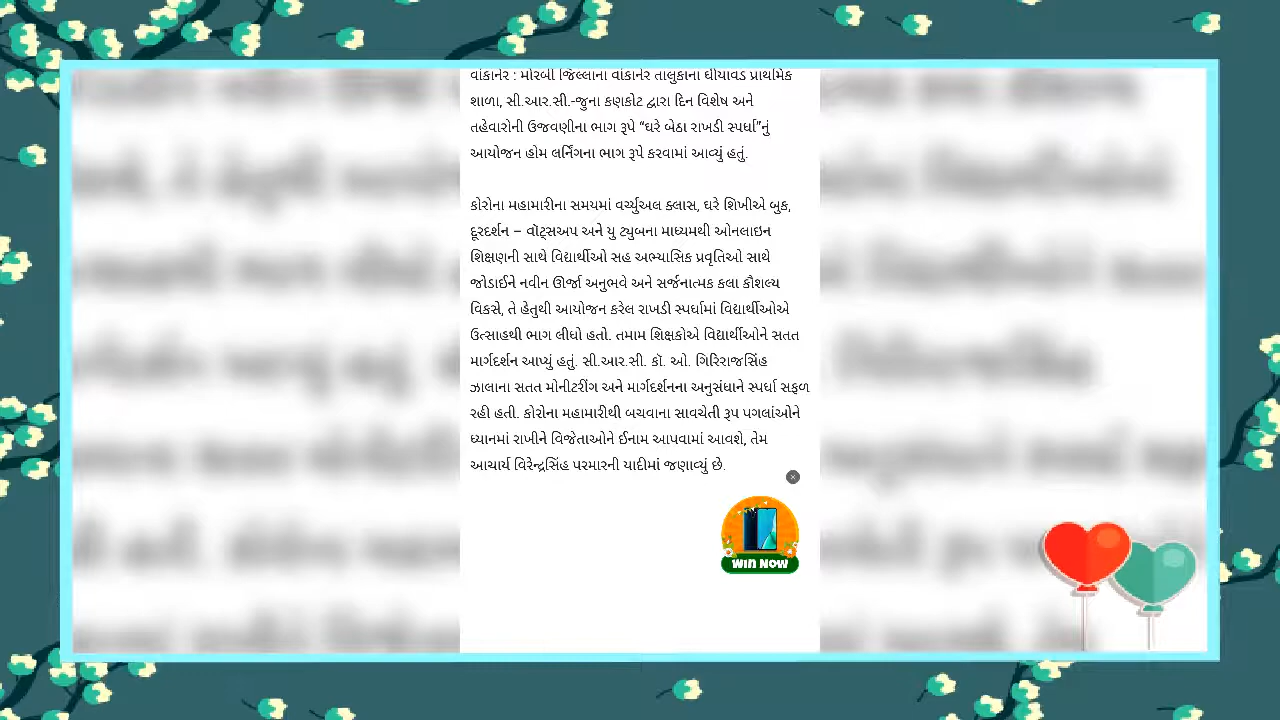 વાંકાનેર : મોરબી જિલ્લાના વાંકાનેર તાલુકાના ઘીયાવડ પ્રાથમિક
શાળા, સી.આર.સી.-જુના કણકોટ દ્વારા દિન વિશેષ અને
તહેવારોની ઉજવણીના ભાગ રૂપે “ઘરે બેઠા રાખડી સ્પર્ધા”નું
આયોજન હોમ લર્નિંગના ભાગ રૂપે કરવામાં આવ્યું હતું.
કોરોના મહામારીના સમયમાં વર્ચ્યુઅલ ક્લાસ, ઘરે શિખીએ બુક,
દૂરદર્શન – વૉટ્સઅપ અને યુ ટ્યુબના માધ્યમથી ઓનલાઇન
શિક્ષણની સાથે વિદ્યાર્થીઓ સહ અભ્યાસિક પ્રવૃતિઓ સાથે
જોડાઈને નવીન ઊર્જા અનુભવે અને સર્જનાત્મક કલા કૌશલ્ય
વિકસે, તે હેતુથી આયોજન કરેલ રાખડી સ્પર્ધામાં વિદ્યાર્થીઓએ
ઉત્સાહથી ભાગ લીધો હતો. તમામ શિક્ષકોએ વિદ્યાર્થીઓને સતત
માર્ગદર્શન આપ્યું હતું. સી.આર.સી. કૉ. ઓ. ગિરિરાજસિંહ
ઝાલાના સતત મોનીટરીંગ અને માર્ગદર્શનના અનુસંધાને સ્પર્ધા સફળ
રહી હતી. કોરોના મહામારીથી બચવાના સાવચેતી રૂપ પગલાંઓને
ધ્યાનમાં રાખીને વિજેતાઓને ઈનામ આપવામાં આવશે, તેમ
આચાર્ય વિરેન્દ્રસિંહ પરમારની યાદીમાં જણાવ્યું છે.
WIN NOW